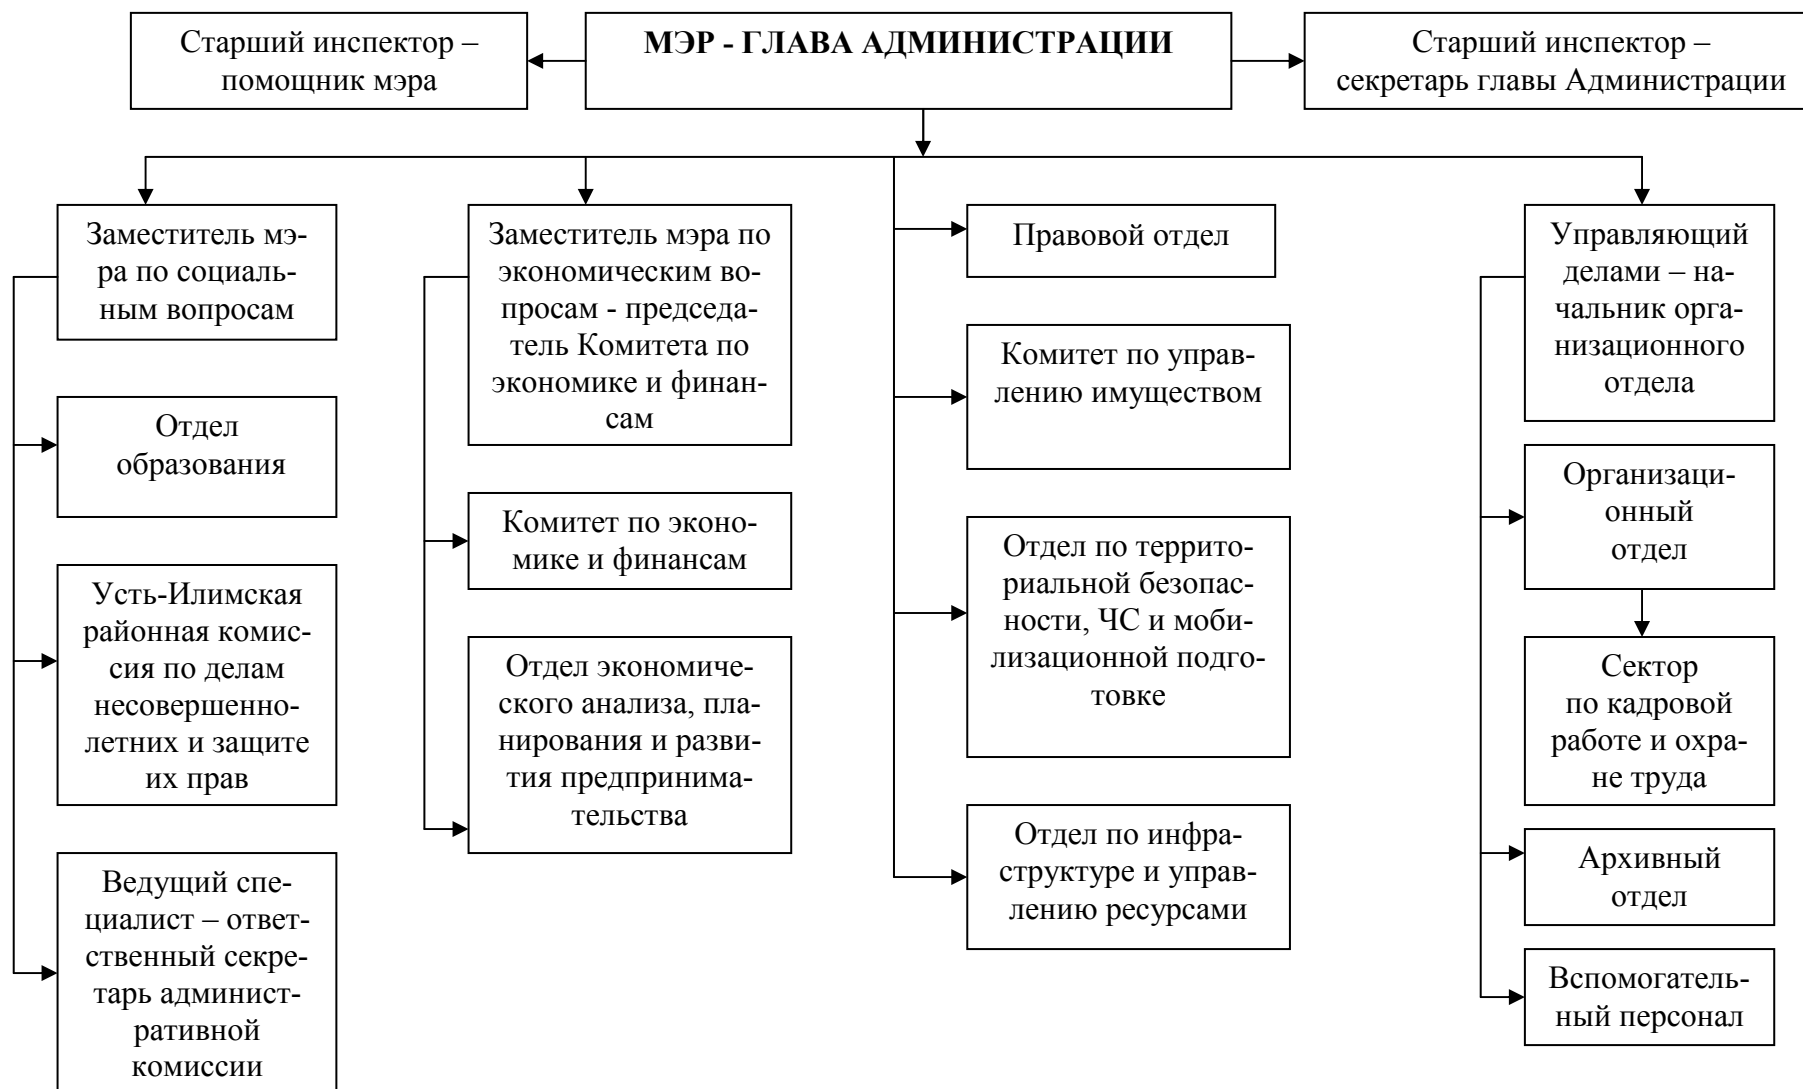 Старший инспектор –
помощник мэра
МЭР - ГЛАВА АДМИНИСТРАЦИИ
Старший инспектор –
секретарь главы Администрации
Заместитель мэ-
ра по социаль-
ным вопросам
Отдел
образования
Усть-Илимская
районная комис-
сия по делам
несовершенно-
летних и защите
их прав
Ведущий спе-
циалист – ответ-
ственный секре-
тарь админист-
ративной
комиссии
Заместитель мэра по
экономическим во-
просам - председа-
тель Комитета по
экономике и финан-
сам
Комитет по эконо-
мике и финансам
Отдел экономиче-
ского анализа, пла-
нирования и разви-
тия предпринима-
тельства
Правовой отдел
Комитет по управ-
лению имуществом
Отдел по террито-
риальной безопас-
ности, ЧС и моби-
лизационной подго-
товке
Отдел по инфра-
структуре и управ-
лению ресурсами
Управляющий
делами – на-
чальник орга-
низационного
отдела
Организаци-
онный
отдел
Сектор
по кадровой
работе и охра-
не труда
Архивный
отдел
Вспомогатель-
ный персонал